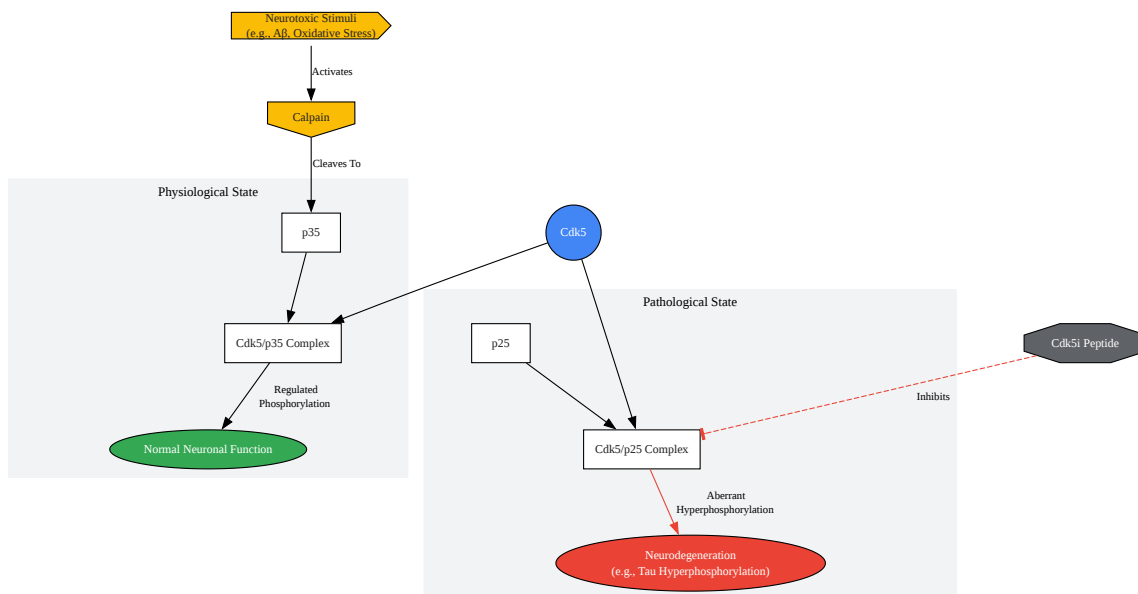 Neurotoxic Stimuli
(e.g., Aβ, Oxidative Stress)
Activates
Calpain
Cleaves To
Physiological State
p35
Cdk5
Pathological State
Cdk5/p35 Complex
p25
Cdk5i Peptide
Regulated
Phosphorylation
Inhibits
Normal Neuronal Function
Cdk5/p25 Complex
Aberrant
Hyperphosphorylation
Neurodegeneration
(e.g., Tau Hyperphosphorylation)